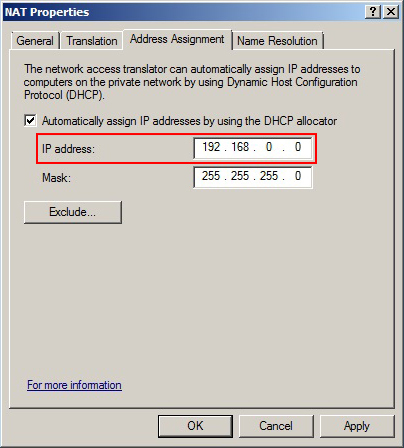 NAT Properties
General Translation Address Assignment Name Resolution
The network access translator can automatically assign IP addresses to
computers on the private network by using Dynamic Host Configuration
Protocol (DHCP).
Automatically assign IP addresses by using the DHCP allocator
IP address: 192 . 168 . 0 . 0
Mask: 255 . 255 . 255 . 0
Exclude...
For more information
OK Cancel Apply